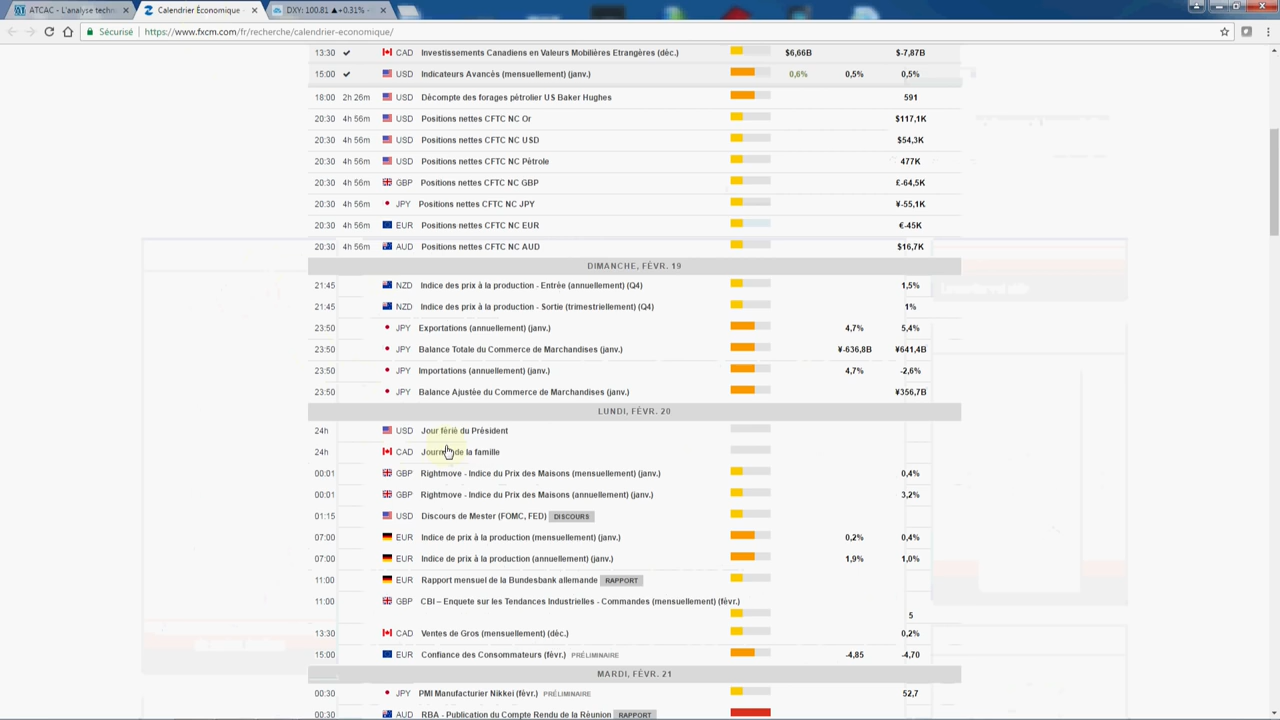 ATCAC - L'analyse techn
Calendrier Économique -
DXY: 100.81 ▲+0.31% -
Sécurisé | https://www.fxcm.com/fr/recherche/calendrier-economique/
13:30 ✔ CAD Investissements Canadiens en Valeurs Mobilières Etrangères (déc.) $6,66B $-7,87B
15:00 ✔ USD Indicateurs Avancès (mensuellement) (janv.) 0,6% 0,5% 0,5%
18:00 2h 26m USD Décompte des forages pétrolier US Baker Hughes 591
20:30 4h 56m USD Positions nettes CFTC NC Or $117,1K
20:30 4h 56m USD Positions nettes CFTC NC USD $54,3K
20:30 4h 56m USD Positions nettes CFTC NC Pétrole 477K
20:30 4h 56m GBP Positions nettes CFTC NC GBP £-64,5K
20:30 4h 56m JPY Positions nettes CFTC NC JPY ¥-55,1K
20:30 4h 56m EUR Positions nettes CFTC NC EUR €-45K
20:30 4h 56m AUD Positions nettes CFTC NC AUD $16,7K
DIMANCHE, FÉVR. 19
21:45 NZD Indice des prix à la production - Entrée (annuellement) (Q4) 1,5%
21:45 NZD Indice des prix à la production - Sortie (trimestriellement) (Q4) 1%
23:50 JPY Exportations (annuellement) (janv.) 4,7% 5,4%
23:50 JPY Balance Totale du Commerce de Marchandises (janv.) ¥-636,8B ¥641,4B
23:50 JPY Importations (annuellement) (janv.) 4,7% -2,6%
23:50 JPY Balance Ajustée du Commerce de Marchandises (janv.) ¥356,7B
LUNDI, FÉVR. 20
24h USD Jour férié du Président
24h CAD Journée de la famille
00:01 GBP Rightmove - Indice du Prix des Maisons (mensuellement) (janv.) 0,4%
00:01 GBP Rightmove - Indice du Prix des Maisons (annuellement) (janv.) 3,2%
01:15 USD Discours de Mester (FOMC, FED) DISCOURS
07:00 EUR Indice de prix à la production (mensuellement) (janv.) 0,2% 0,4%
07:00 EUR Indice de prix à la production (annuellement) (janv.) 1,9% 1,0%
11:00 EUR Rapport mensuel de la Bundesbank allemande RAPPORT
11:00 GBP CBI – Enquete sur les Tendances Industrielles - Commandes (mensuellement) (févr.)
5
13:30 CAD Ventes de Gros (mensuellement) (déc.) 0,2%
15:00 EUR Confiance des Consommateurs (févr.) PRÉLIMINAIRE -4,85 -4,70
MARDI, FÉVR. 21
00:30 JPY PMI Manufacturier Nikkei (févr.) PRÉLIMINAIRE 52,7
00:30 AUD RBA - Publication du Compte Rendu de la Réunion RAPPORT